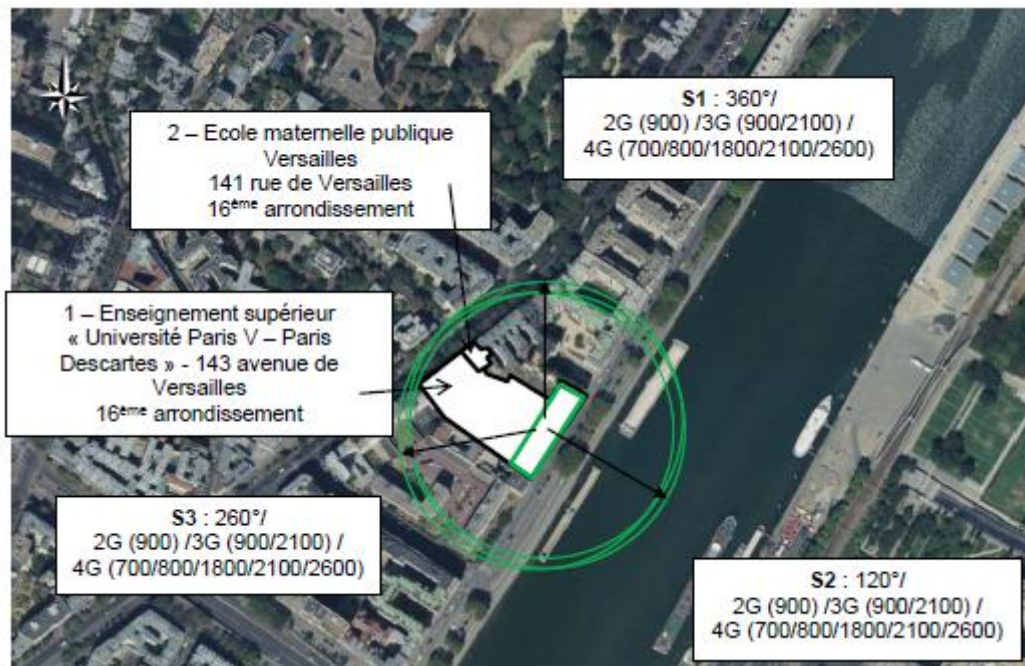 S1 : 360°/
2G (900) /3G (900/2100) /
4G (700/800/1800/2100/2600)
2 – Ecole maternelle publique
Versailles
141 rue de Versailles
16ème arrondissement
1 – Enseignement supérieur
« Université Paris V – Paris
Descartes » - 143 avenue de
Versailles
16ème arrondissement
S3 : 260°/
2G (900) /3G (900/2100) /
4G (700/800/1800/2100/2600)
S2 : 120°/
2G (900) /3G (900/2100) /
4G (700/800/1800/2100/2600)